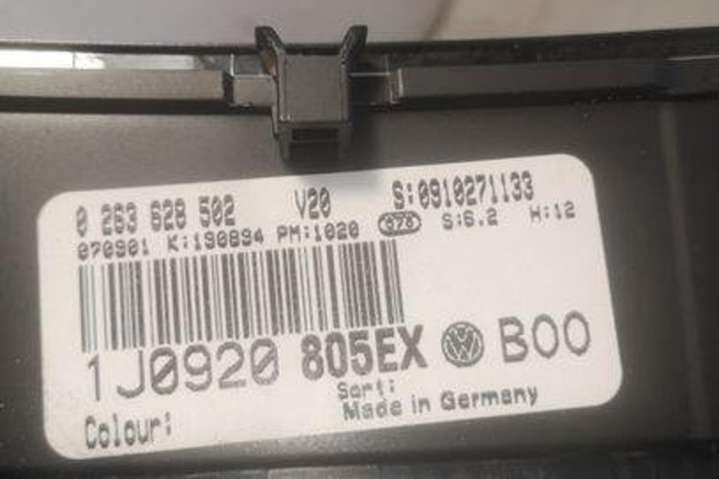 0 263 628 502 V20 S:0910271133
070901 K:190894 PM:1020 076 S:6.2 H:12
1J0920 805EX B00
Sort:
Colour: Made in Germany